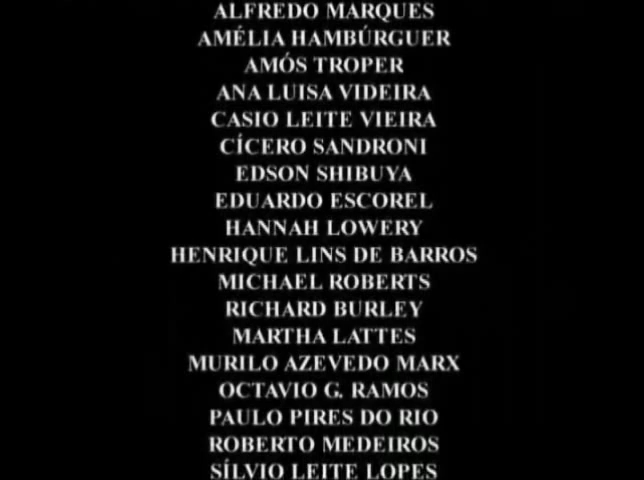 ALFREDO MARQUES
AMÉLIA HAMBÚRGUER
AMÓS TROPER
ANA LUISA VIDEIRA
CASIO LEITE VIEIRA
CÍCERO SANDRONI
EDSON SHIBUYA
EDUARDO ESCOREL
HANNAH LOWERY
HENRIQUE LINS DE BARROS
MICHAEL ROBERTS
RICHARD BURLEY
MARTHA LATTES
MURILO AZEVEDO MARX
OCTAVIO G. RAMOS
PAULO PIRES DO RIO
ROBERTO MEDEIROS
SÍLVIO LEITE LOPES